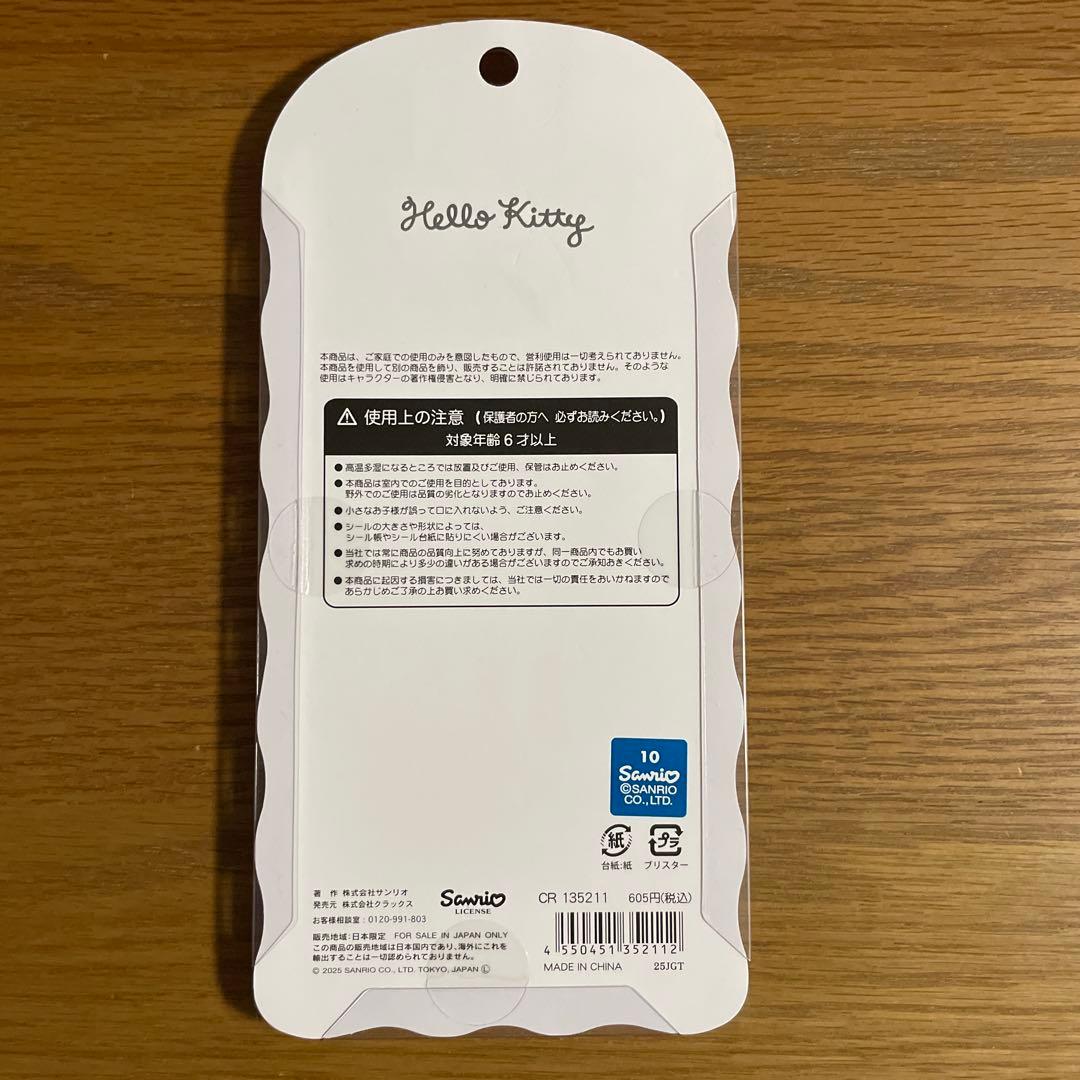 Hello Kitty
本商品は、ご家庭での使用のみを意図したもので、営利使用は一切考えられておりません。
本商品を使用して別の商品を飾り、販売することは許諾されておりません。そのような
使用はキャラクターの著作権侵害となり、明確に禁じられております。
⚠ 使用上の注意 (保護者の方へ 必ずお読みください。)
対象年齢6才以上
●高温多湿になるところでは放置及びご使用、保管はお止めください。
●本商品は室内でのご使用を目的としております。
野外でのご使用は品質の劣化となりますのでお止めください。
●小さなお子様が誤って口に入れないよう、ご注意ください。
●シールの大きさや形状によっては、
シール帳やシール台紙に貼りにくい場合がございます。
●当社では常に商品の品質向上に努めておりますが、同一商品内でもお買い
求めの時期により多少の違いがある場合がございますのでご承知おきください。
●本商品に起因する損害につきましては、当社では一切の責任をおいかねますので
あらかじめご了承の上お買い求めください。
10
Sanrio
©SANRIO
CO.,LTD.
紙
プラ
台紙:紙
ブリスター
著 作 株式会社サンリオ
発売元 株式会社クラックス
お客様相談室:0120-991-803
Sanrio
LICENSE
CR 135211 605円(税込)
販売地域:日本限定 FOR SALE IN JAPAN ONLY
この商品の販売地域は日本国内であり、海外にこれを
輸出することは一切認められておりません。
© 2025 SANRIO CO., LTD. TOKYO, JAPAN Ⓛ
4 550451 352112
MADE IN CHINA 25JGT